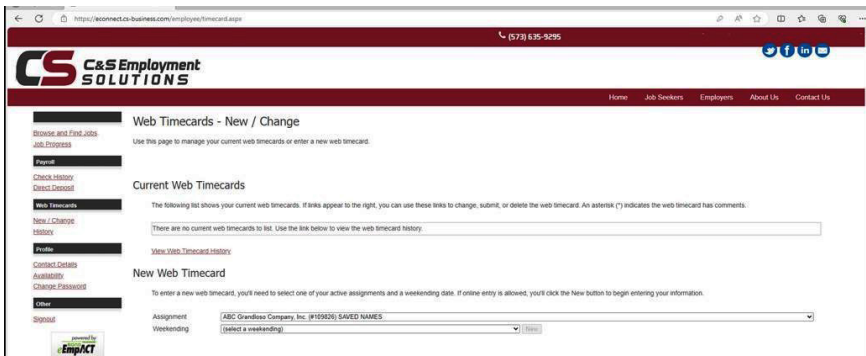 https://econnect.cs-business.com/employee/timecard.aspx
(573) 635-9295
CS C&S Employment
SOLUTIONS
Home Job Seekers Employers About Us Contact Us
Browse and Find Jobs
Job Progress
Payroll
Check History
Direct Deposit
Web Timecards
New / Change
History
Profile
Contact Details
Availability
Change Password
Other
Signout
powered by
eEmpACT
Web Timecards - New / Change
Use this page to manage your current web timecards or enter a new web timecard.
Current Web Timecards
The following list shows your current web timecards. If links appear to the right, you can use these links to change, submit, or delete the web timecard. An asterisk (*) indicates the web timecard has comments.
There are no current web timecards to list. Use the link below to view the web timecard history.
View Web Timecard History
New Web Timecard
To enter a new web timecard, you'll need to select one of your active assignments and a weekending date. If online entry is allowed, you'll click the New button to begin entering your information.
Assignment ABC Grandloso Company, Inc. (#109826) SAVED NAMES
Weekending (select a weekending) New